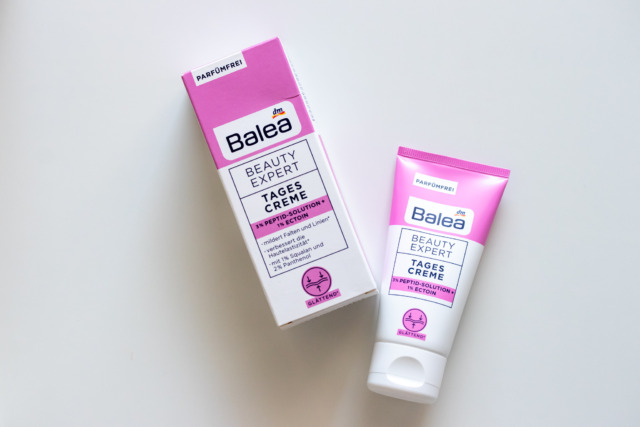 PARFÜMFREI
dm
Balea
BEAUTY
EXPERT
TAGES
CREME
3% PEPTID-SOLUTION +
1% ECTOIN
• mildert Falten und Linien*
• verbessert die
Hautelastizität*
• mit 1% Squalan und
2% Panthenol
GLÄTTEND*
PARFÜMFREI
dm
Balea
BEAUTY
EXPERT
TAGES
CREME
3% PEPTID-SOLUTION +
1% ECTOIN
GLÄTTEND*